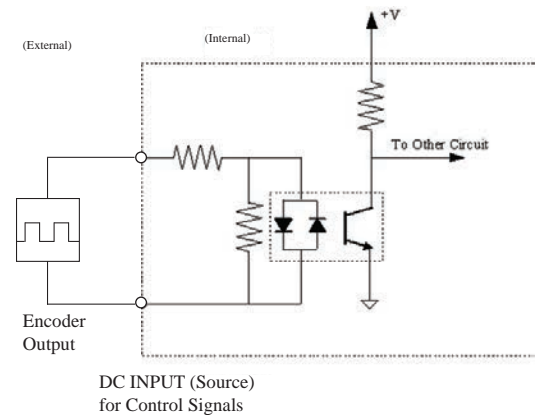 +V
(External)
(Internal)
To Other Circuit
Encoder
Output
DC INPUT (Source)
for Control Signals